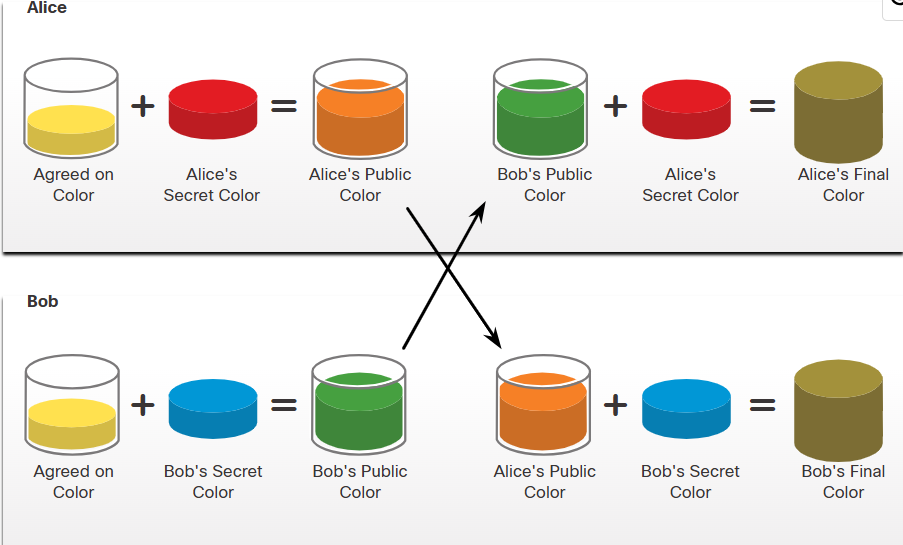 Alice
+ = + =
Agreed on Alice's Alice's Public Bob's Public Alice's Alice's Final
Color Secret Color Color Color Secret Color Color
Bob
+ = + =
Agreed on Bob's Secret Bob's Public Alice's Public Bob's Secret Bob's Final
Color Color Color Color Color Color